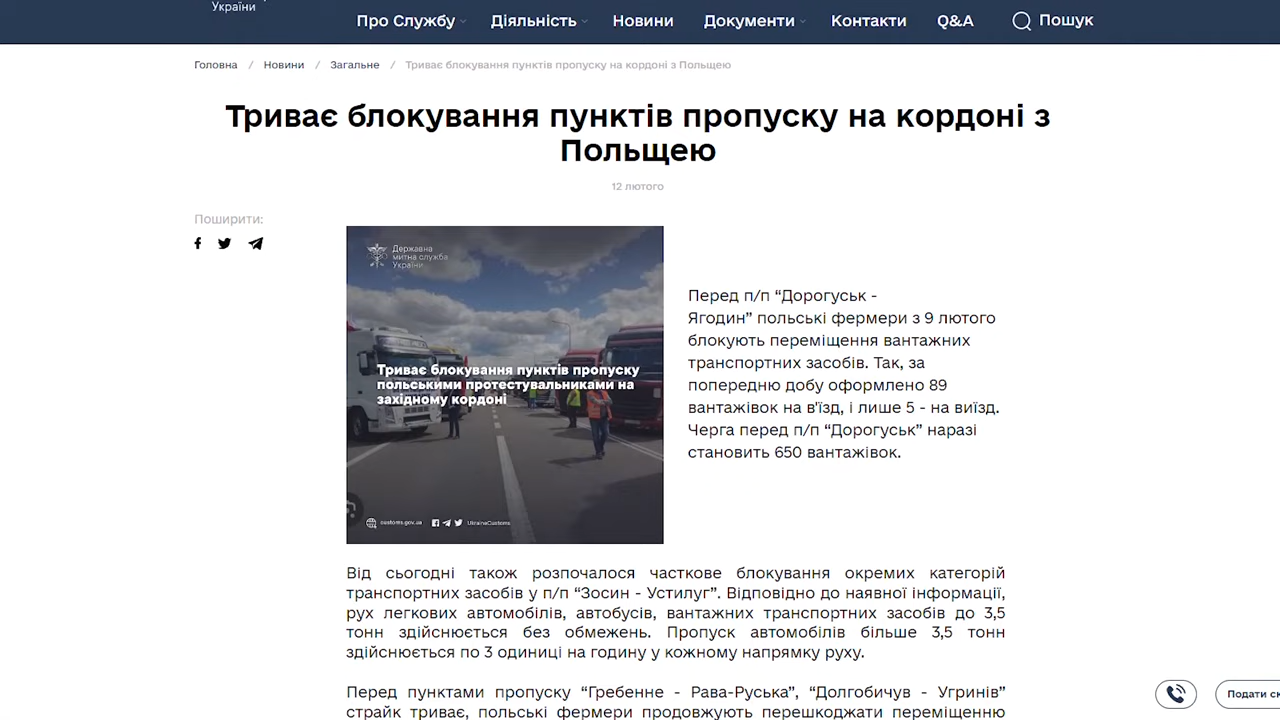 України
Про Службу
Діяльність
Новини
Документи
Контакти
Q&A
Пошук
Головна / Новини / Загальне / Триває блокування пунктів пропуску на кордоні з Польщею
Триває блокування пунктів пропуску на кордоні з
Польщею
12 лютого
Поширити:
Державна
митна служба
України
Триває блокування пунктів пропуску
польськими протестувальниками на
західному кордоні
customs.gov.ua
UkraineCustoms
Перед п/п “Дорогуськ -
Ягодин” польські фермери з 9 лютого
блокують переміщення вантажних
транспортних засобів. Так, за
попередню добу оформлено 89
вантажівок на в'їзд, і лише 5 - на виїзд.
Черга перед п/п “Дорогуськ” наразі
становить 650 вантажівок.
Від сьогодні також розпочалося часткове блокування окремих категорій
транспортних засобів у п/п “Зосин - Устилуг”. Відповідно до наявної інформації,
рух легкових автомобілів, автобусів, вантажних транспортних засобів до 3,5
тонн здійснюється без обмежень. Пропуск автомобілів більше 3,5 тонн
здійснюється по 3 одиниці на годину у кожному напрямку руху.
Перед пунктами пропуску “Гребенне - Рава-Руська”, “Долгобичув - Угринів”
страйк триває, польські фермери продовжують перешкоджати переміщенню
Подати ск